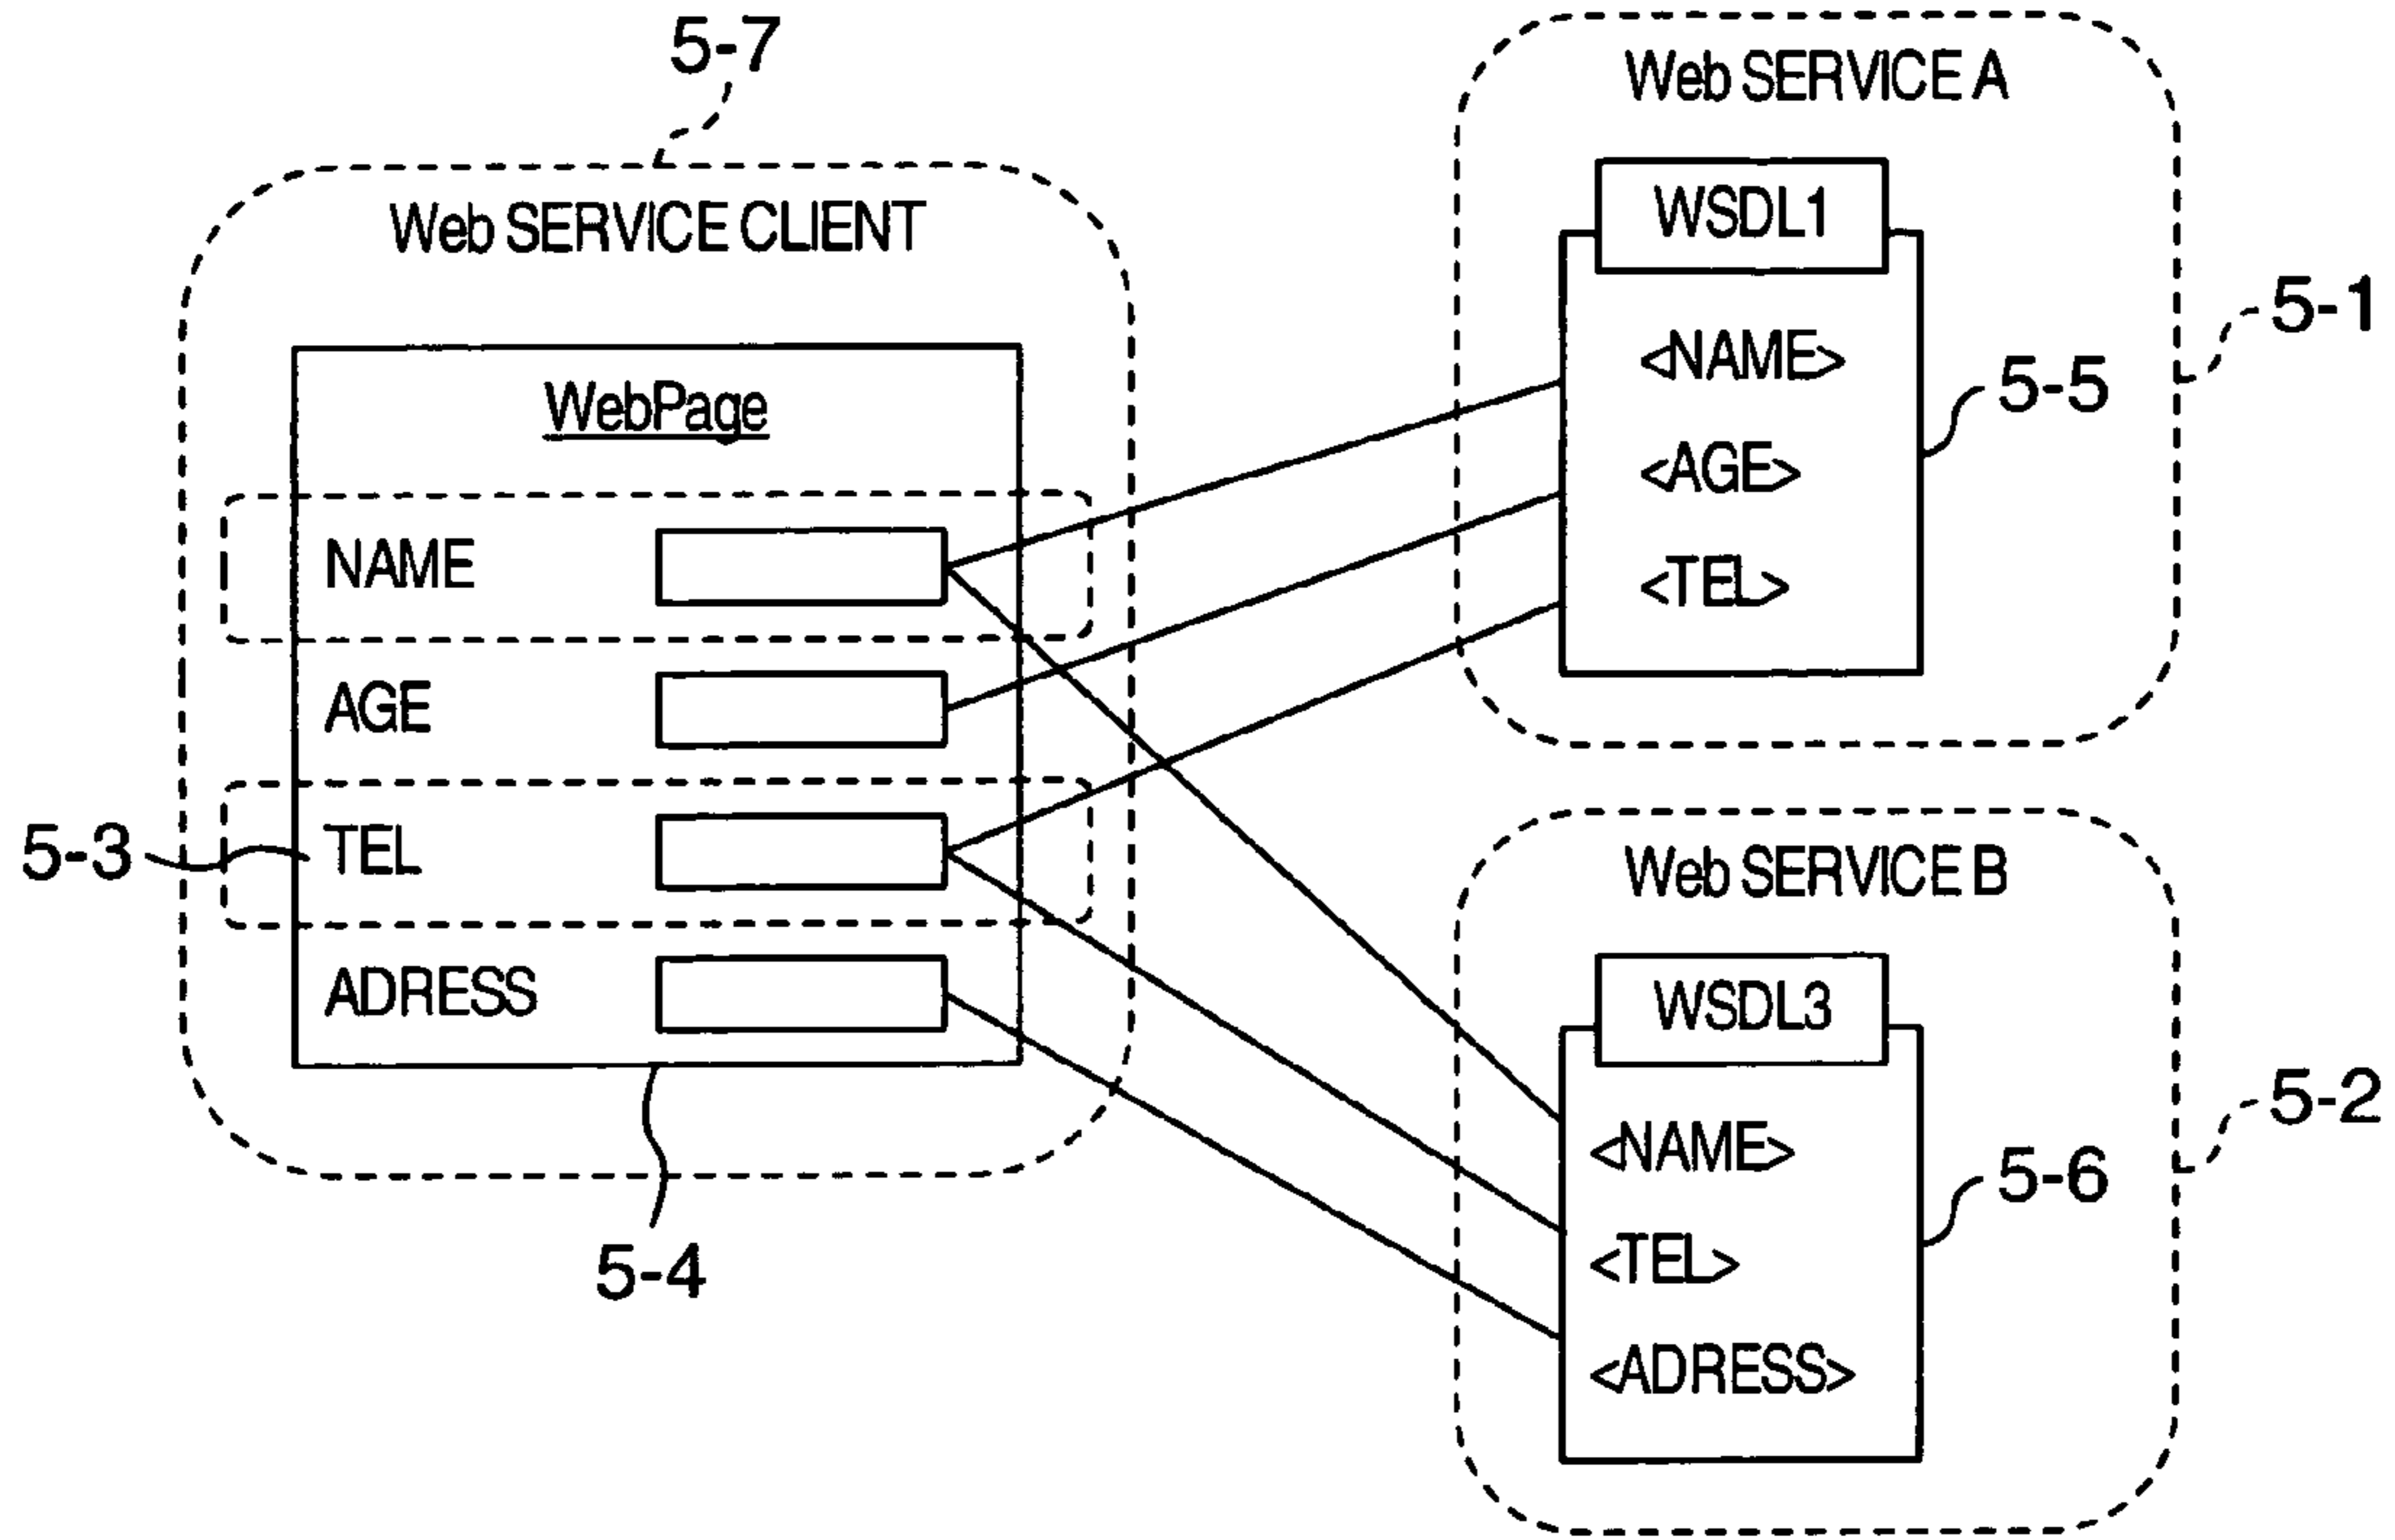 5-7
Web SERVICE CLIENT
WebPage
NAME
AGE
5-3
TEL
ADRESS
5-4
Web SERVICE A
WSDL1
<NAME>
<AGE>
<TEL>
5-1
5-5
Web SERVICE B
WSDL3
<NAME>
<TEL>
<ADRESS>
5-2
5-6